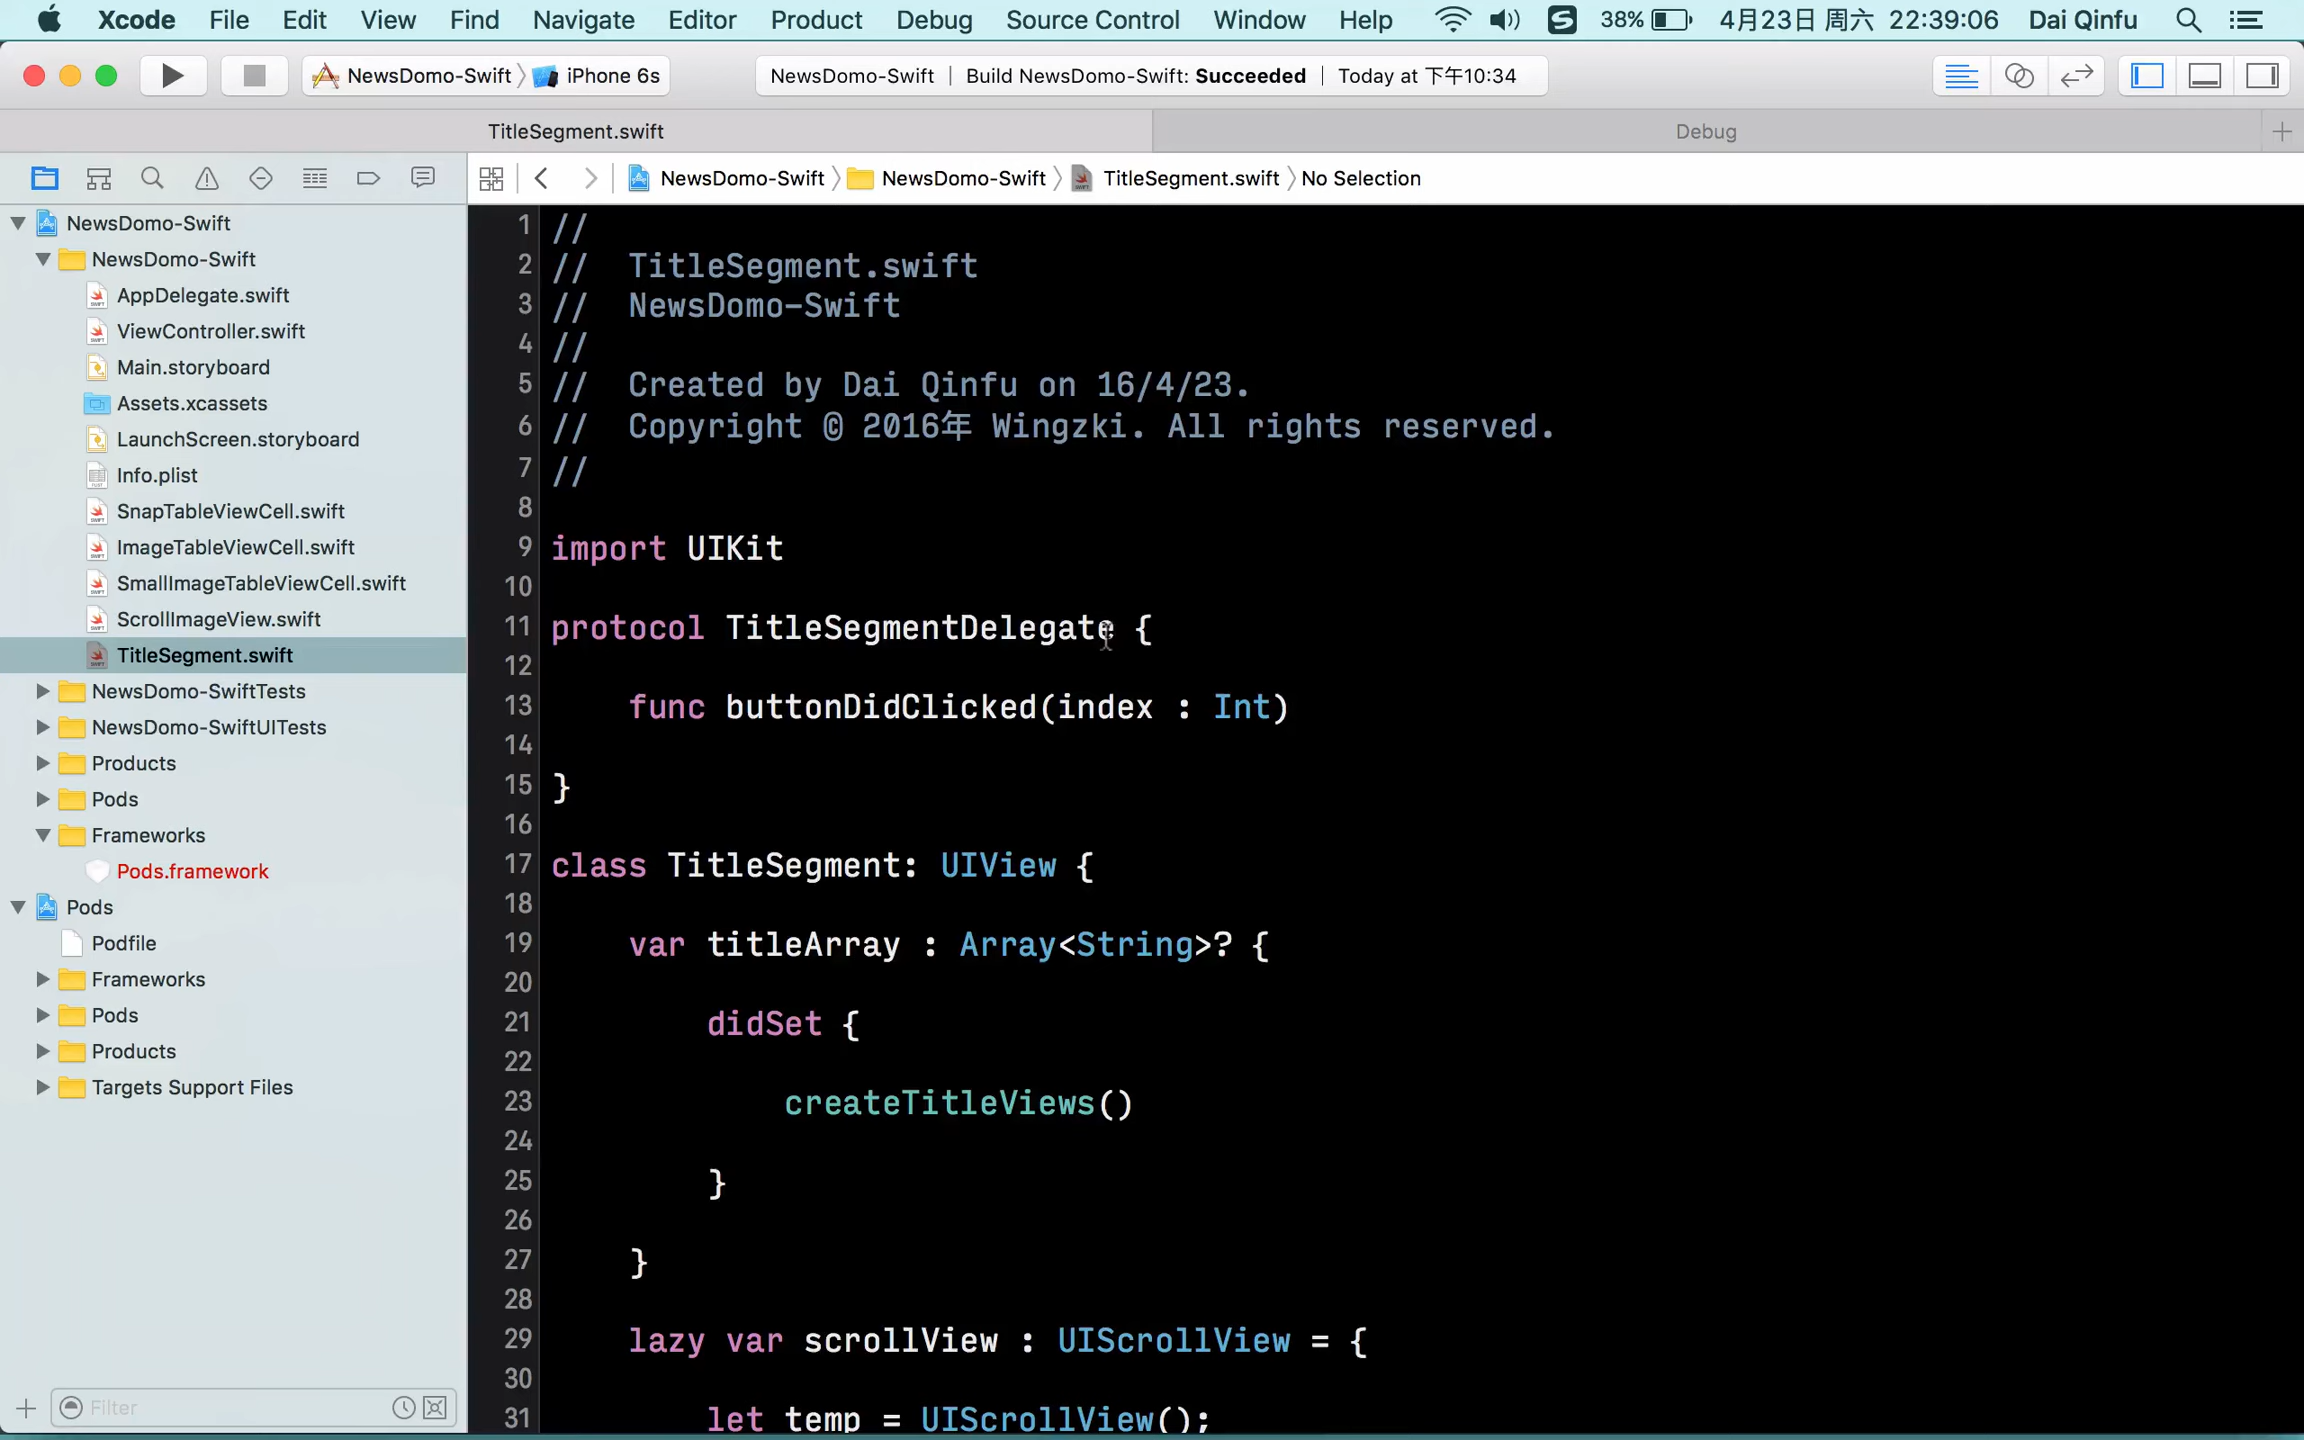 Xcode File Edit View Find Navigate Editor Product Debug Source Control Window Help S 38% 4月23日 周六 22:39:06 Dai Qinfu
NewsDomo-Swift iPhone 6s NewsDomo-Swift Build NewsDomo-Swift: Succeeded Today at 下午10:34
TitleSegment.swift Debug
NewsDomo-Swift NewsDomo-Swift TitleSegment.swift No Selection
NewsDomo-Swift
NewsDomo-Swift
AppDelegate.swift
ViewController.swift
Main.storyboard
Assets.xcassets
LaunchScreen.storyboard
Info.plist
SnapTableViewCell.swift
ImageTableViewCell.swift
SmallImageTableViewCell.swift
ScrollImageView.swift
TitleSegment.swift
NewsDomo-SwiftTests
NewsDomo-SwiftUITests
Products
Pods
Frameworks
Pods.framework
Pods
Podfile
Frameworks
Pods
Products
Targets Support Files
Filter
1 //
2 //  TitleSegment.swift
3 //  NewsDomo-Swift
4 //
5 //  Created by Dai Qinfu on 16/4/23.
6 //  Copyright © 2016年 Wingzki. All rights reserved.
7 //
8
9 import UIKit
10
11 protocol TitleSegmentDelegate {
12
13     func buttonDidClicked(index : Int)
14
15 }
16
17 class TitleSegment: UIView {
18
19     var titleArray : Array<String>? {
20
21         didSet {
22
23             createTitleViews()
24
25         }
26
27     }
28
29     lazy var scrollView : UIScrollView = {
30
31         let temp = UIScrollView();